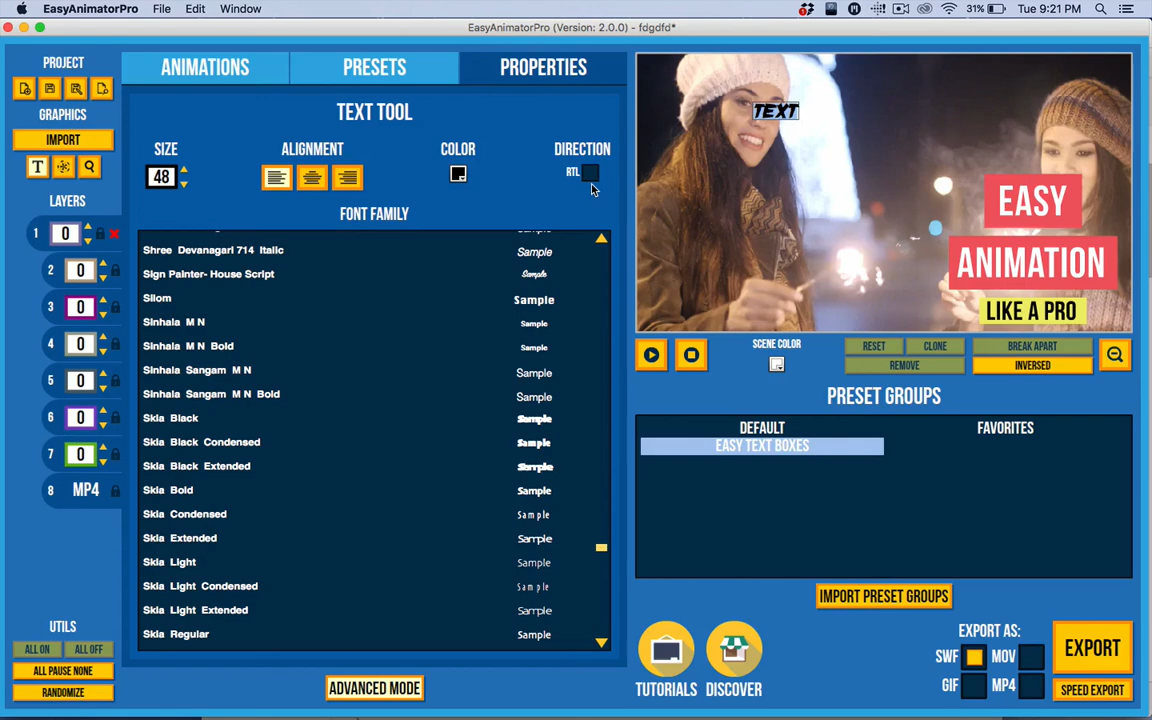 EasyAnimatorPro File Edit Window 31% Tue 9:21 PM
EasyAnimatorPro (Version: 2.0.0) - fdgdfd*
PROJECT
GRAPHICS
IMPORT
T
LAYERS
1 0
2 0
3 0
4 0
5 0
6 0
7 0
8 MP4
UTILS
ALL ON ALL OFF
ALL PAUSE NONE
RANDOMIZE
ANIMATIONS PRESETS PROPERTIES
TEXT TOOL
SIZE ALIGNMENT COLOR DIRECTION
48 RTL
FONT FAMILY
Shree Devanagari 714 Italic Sample
Sign Painter- House Script Sample
Silom Sample
Sinhala M N Sample
Sinhala M N Bold Sample
Sinhala Sangam M N Sample
Sinhala Sangam M N Bold Sample
Skia Black Sample
Skia Black Condensed Sample
Skia Black Extended Sample
Skia Bold Sample
Skia Condensed Sample
Skia Extended Sample
Skia Light Sample
Skia Light Condensed Sample
Skia Light Extended Sample
Skia Regular Sample
ADVANCED MODE
TEXT
EASY
ANIMATION
LIKE A PRO
SCENE COLOR
RESET CLONE BREAK APART
REMOVE INVERSED
PRESET GROUPS
DEFAULT FAVORITES
EASY TEXT BOXES
IMPORT PRESET GROUPS
TUTORIALS DISCOVER
EXPORT AS:
SWF MOV
GIF MP4
EXPORT
SPEED EXPORT